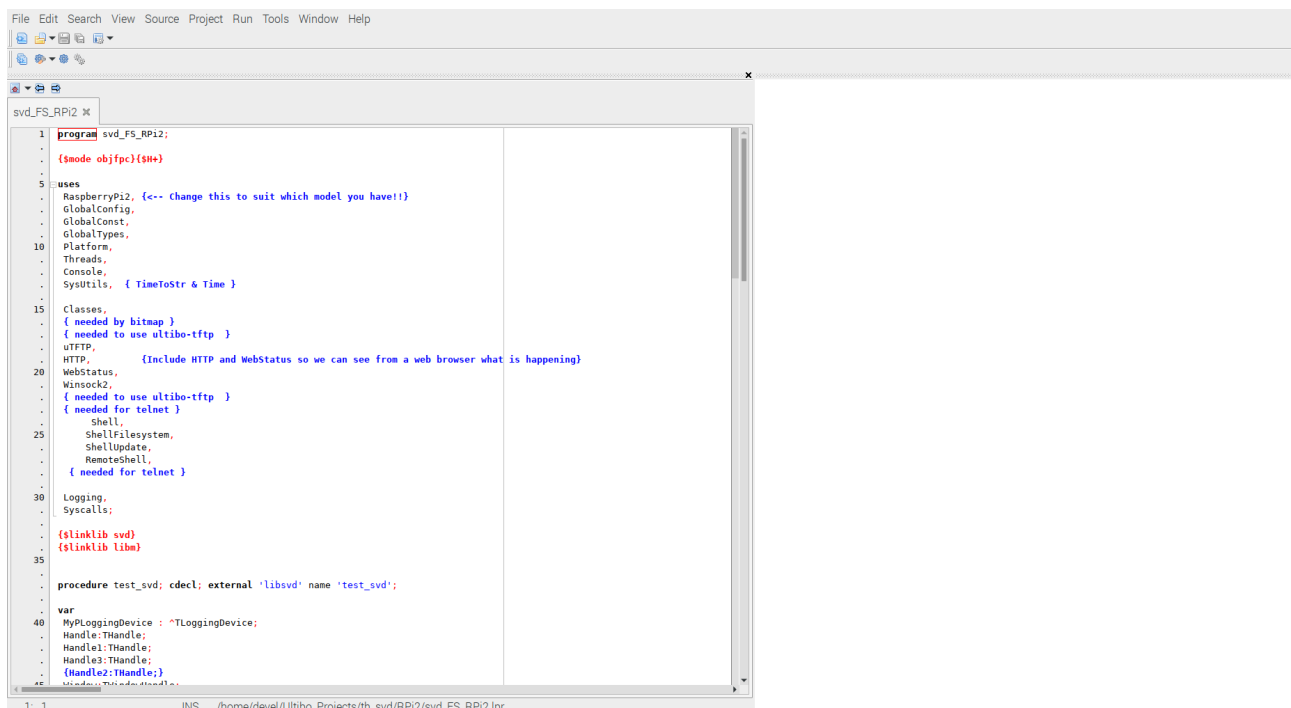 File Edit Search View Source Project Run Tools Window Help
svd_FS_RPi2
1 program svd_FS_RPi2;
.
. {$mode objfpc}{$H+}
.
5 uses
. RaspberryPi2, {<-- Change this to suit which model you have!!}
. GlobalConfig,
. GlobalConst,
. GlobalTypes,
10 Platform,
. Threads,
. Console,
. SysUtils, { TimeToStr & Time }
.
15 Classes,
. { needed by bitmap }
. { needed to use ultibo-tftp }
. uTFTP,
. HTTP, {Include HTTP and WebStatus so we can see from a web browser what is happening}
20 WebStatus,
. Winsock2,
. { needed to use ultibo-tftp }
. { needed for telnet }
. Shell,
25 ShellFilesystem,
. ShellUpdate,
. RemoteShell,
. { needed for telnet }
.
30 Logging,
. Syscalls;
.
. {$linklib svd}
. {$linklib libm}
35
.
. procedure test_svd; cdecl; external 'libsvd' name 'test_svd';
.
. var
40 MyPLoggingDevice : ^TLoggingDevice;
. Handle:THandle;
. Handle1:THandle;
. Handle3:THandle;
. {Handle2:THandle;}
45 Window:TWindowHandle;
1: 1 INS /home/devel/Ultibo_Projects/th_svd/RPi2/svd_FS_RPi2.lpr